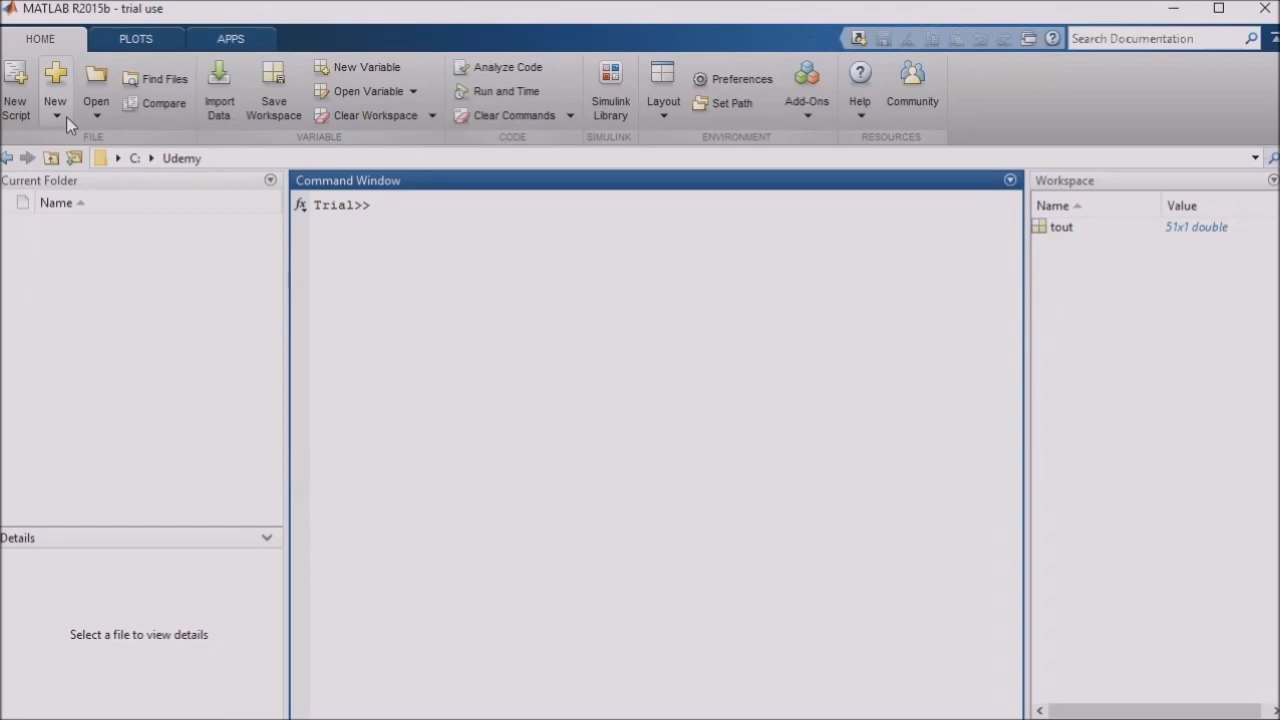 MATLAB R2015b - trial use
HOME PLOTS APPS
Search Documentation
New Script
New
Open
Find Files
Compare
FILE
Import Data
Save Workspace
New Variable
Open Variable
Clear Workspace
VARIABLE
Analyze Code
Run and Time
Clear Commands
CODE
Simulink Library
SIMULINK
Layout
Preferences
Set Path
Add-Ons
ENVIRONMENT
Help
Community
RESOURCES
C: Udemy
Current Folder
Name
Details
Select a file to view details
Command Window
fx Trial>>
Workspace
Name Value
tout 51x1 double